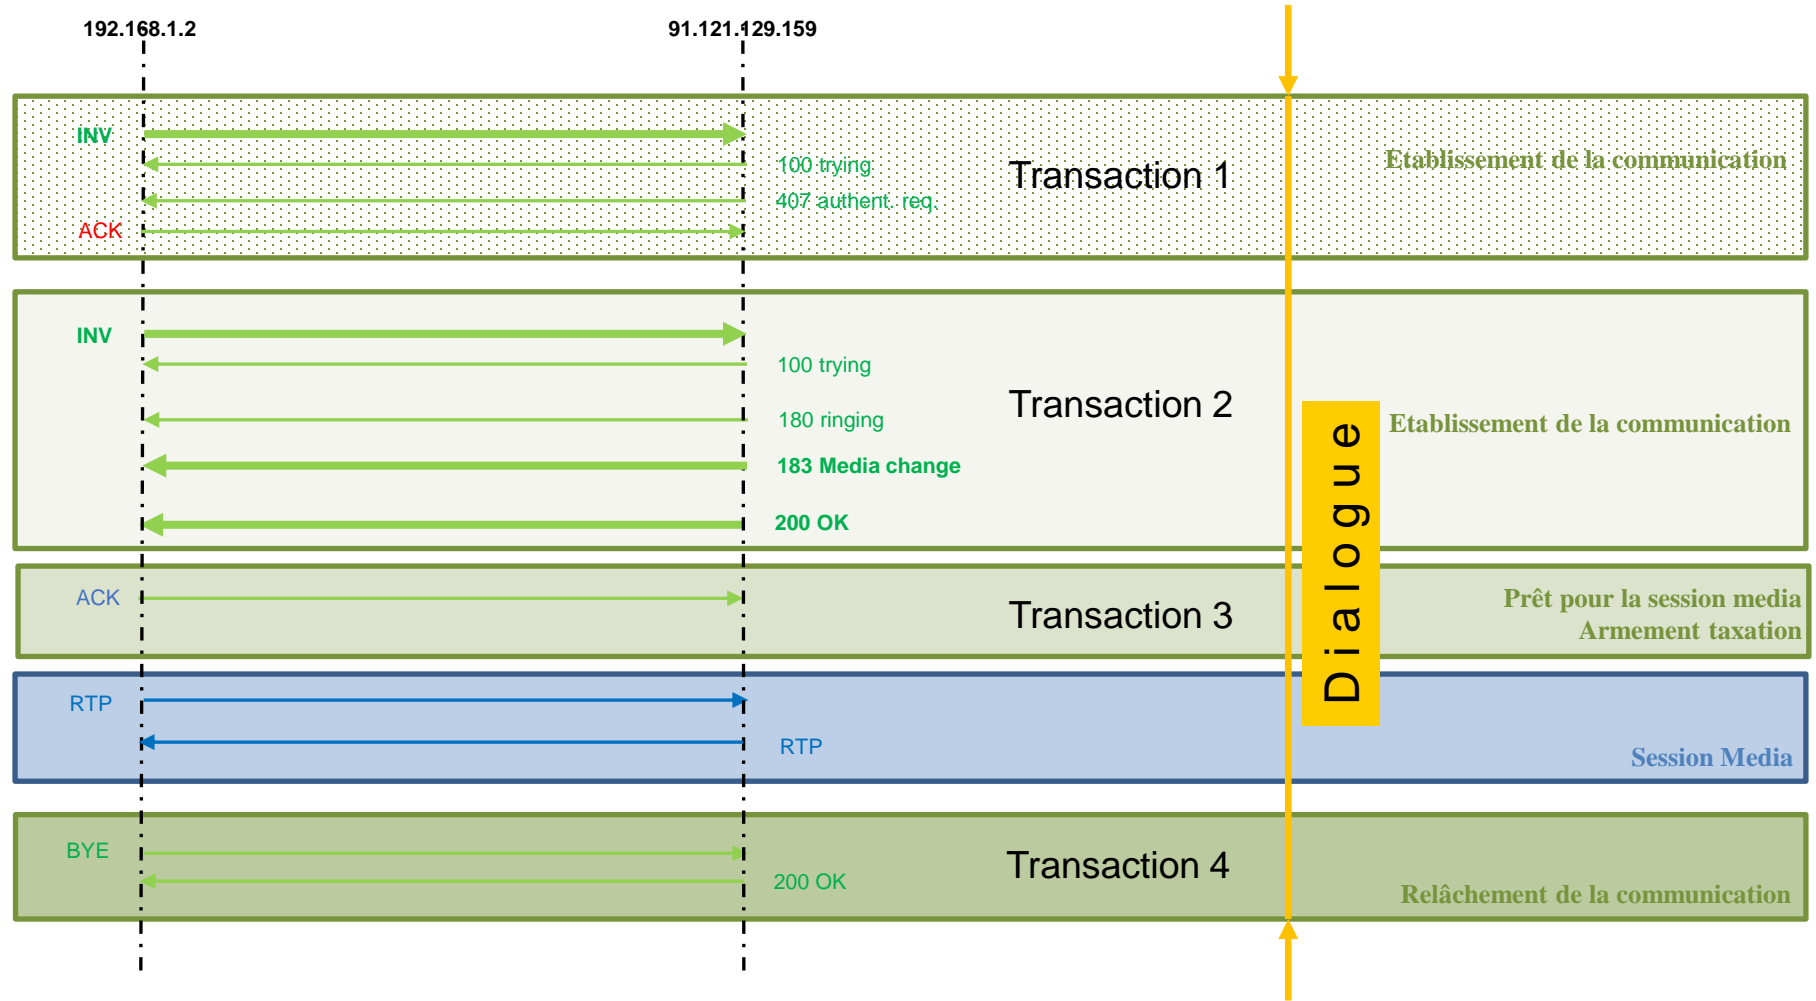 192.168.1.2
91.121.129.159
INV
100 trying
407 authent. req.
ACK
Transaction 1
Etablissement de la communication
INV
100 trying
180 ringing
183 Media change
200 OK
Transaction 2
Etablissement de la communication
Dialogue
ACK
Transaction 3
Prêt pour la session media
Armement taxation
RTP
RTP
Session Media
BYE
200 OK
Transaction 4
Relâchement de la communication